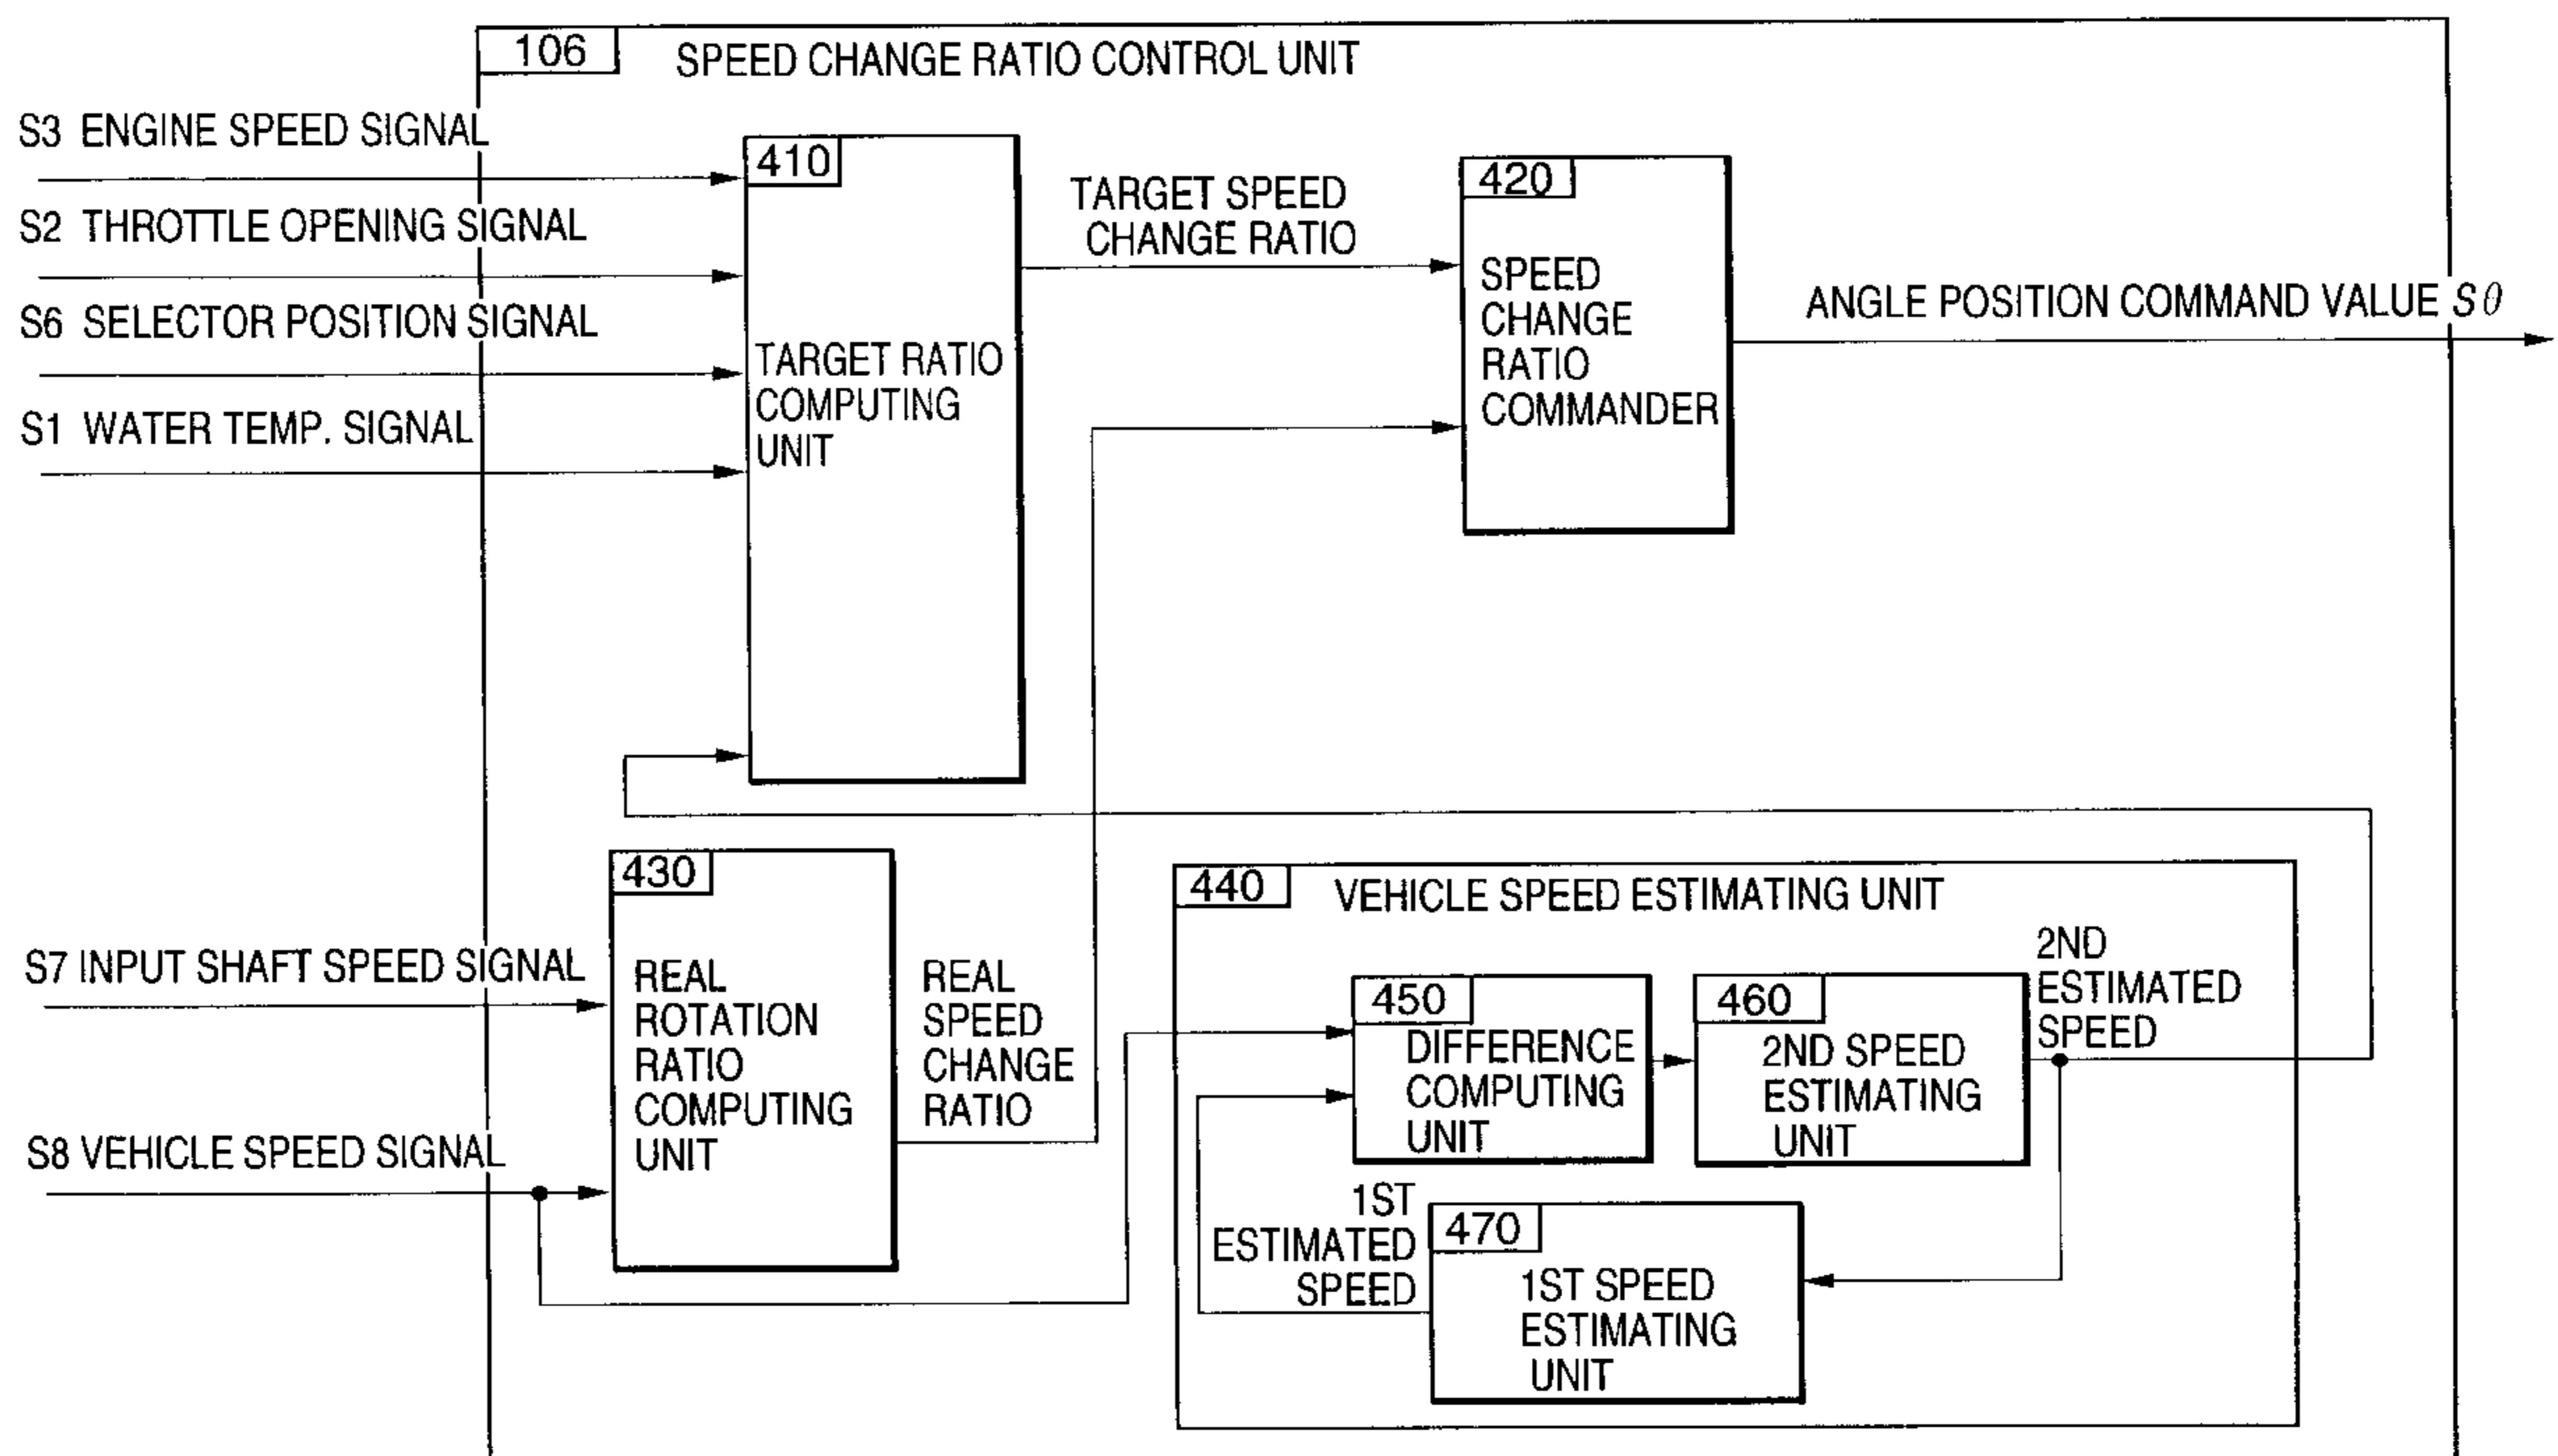 106
SPEED CHANGE RATIO CONTROL UNIT
S3 ENGINE SPEED SIGNAL
S2 THROTTLE OPENING SIGNAL
S6 SELECTOR POSITION SIGNAL
S1 WATER TEMP. SIGNAL
410
TARGET RATIO
COMPUTING
UNIT
TARGET SPEED
CHANGE RATIO
420
SPEED
CHANGE
RATIO
COMMANDER
ANGLE POSITION COMMAND VALUE Sθ
S7 INPUT SHAFT SPEED SIGNAL
S8 VEHICLE SPEED SIGNAL
430
REAL
ROTATION
RATIO
COMPUTING
UNIT
REAL
SPEED
CHANGE
RATIO
440
VEHICLE SPEED ESTIMATING UNIT
450
DIFFERENCE
COMPUTING
UNIT
460
2ND SPEED
ESTIMATING
UNIT
2ND
ESTIMATED
SPEED
1ST
ESTIMATED
SPEED
470
1ST SPEED
ESTIMATING
UNIT